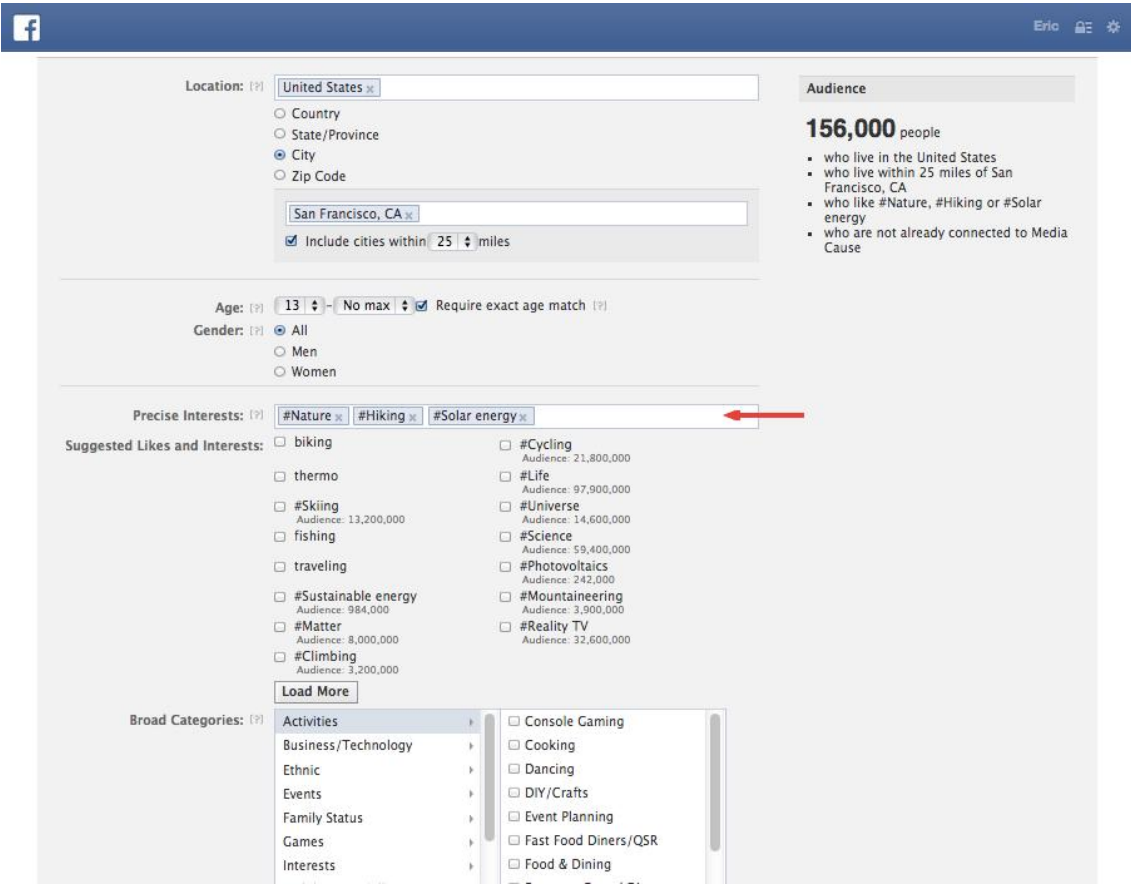 f
Eric
Location: [?] United States x
Country
State/Province
City
Zip Code
San Francisco, CA x
Include cities within 25 miles
Age: [?] 13 - No max Require exact age match [?]
Gender: [?] All
Men
Women
Precise Interests: [?] #Nature x #Hiking x #Solar energy x
Suggested Likes and Interests:
biking
thermo
#Skiing
Audience: 13,200,000
fishing
traveling
#Sustainable energy
Audience: 984,000
#Matter
Audience: 8,000,000
#Climbing
Audience: 3,200,000
#Cycling
Audience: 21,800,000
#Life
Audience: 97,900,000
#Universe
Audience: 14,600,000
#Science
Audience: 59,400,000
#Photovoltaics
Audience: 242,000
#Mountaineering
Audience: 3,900,000
#Reality TV
Audience: 32,600,000
Load More
Broad Categories: [?]
Activities
Business/Technology
Ethnic
Events
Family Status
Games
Interests
Console Gaming
Cooking
Dancing
DIY/Crafts
Event Planning
Fast Food Diners/QSR
Food & Dining
Audience
156,000 people
who live in the United States
who live within 25 miles of San
Francisco, CA
who like #Nature, #Hiking or #Solar
energy
who are not already connected to Media
Cause